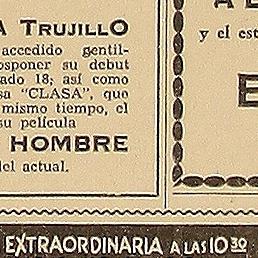 A TRUJILLO
accedido gentil-
osponer su debut
ado 18; así como
sa "CLASA", que
mismo tiempo, el
su película
HOMBRE
del actual.
y el est
E
EXTRAORDINARIA A LAS 10 30